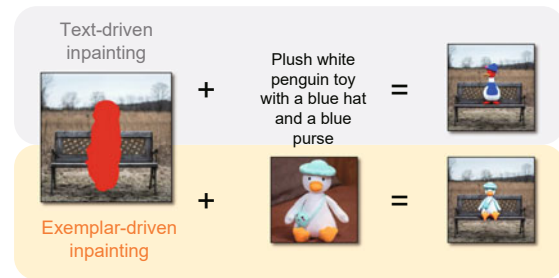 Text-driven
inpainting
+
Plush white
penguin toy
with a blue hat
and a blue
purse
=
+
=
Exemplar-driven
inpainting